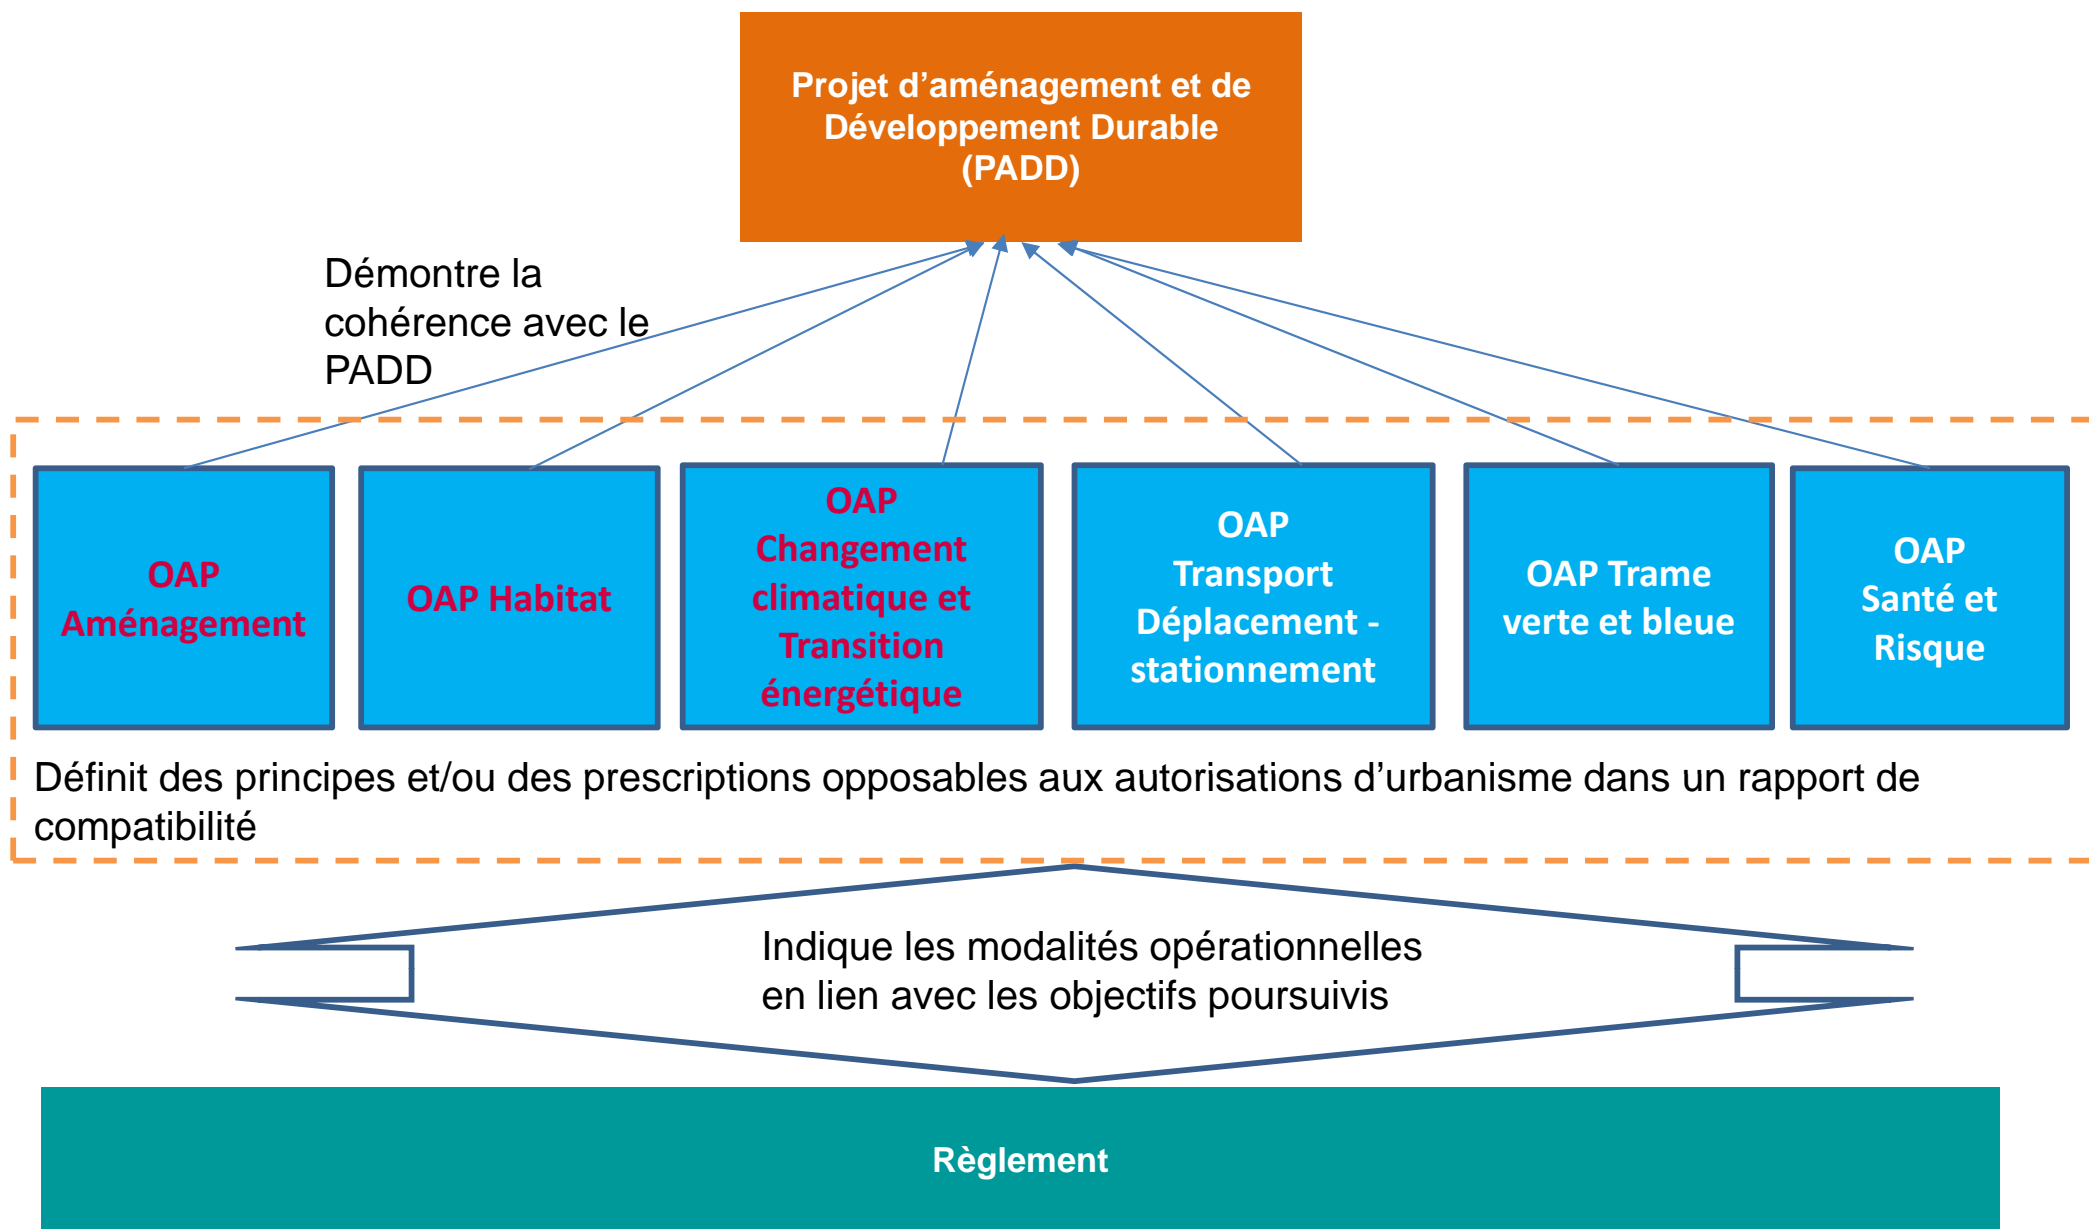 Projet d’aménagement et de
Développement Durable
(PADD)
Démontre la
cohérence avec le
PADD
OAP
Aménagement
OAP Habitat
OAP
Changement
climatique et
Transition
énergétique
OAP
Transport
Déplacement -
stationnement
OAP Trame
verte et bleue
OAP
Santé et
Risque
Définit des principes et/ou des prescriptions opposables aux autorisations d’urbanisme dans un rapport de
compatibilité
Indique les modalités opérationnelles
en lien avec les objectifs poursuivis
Règlement